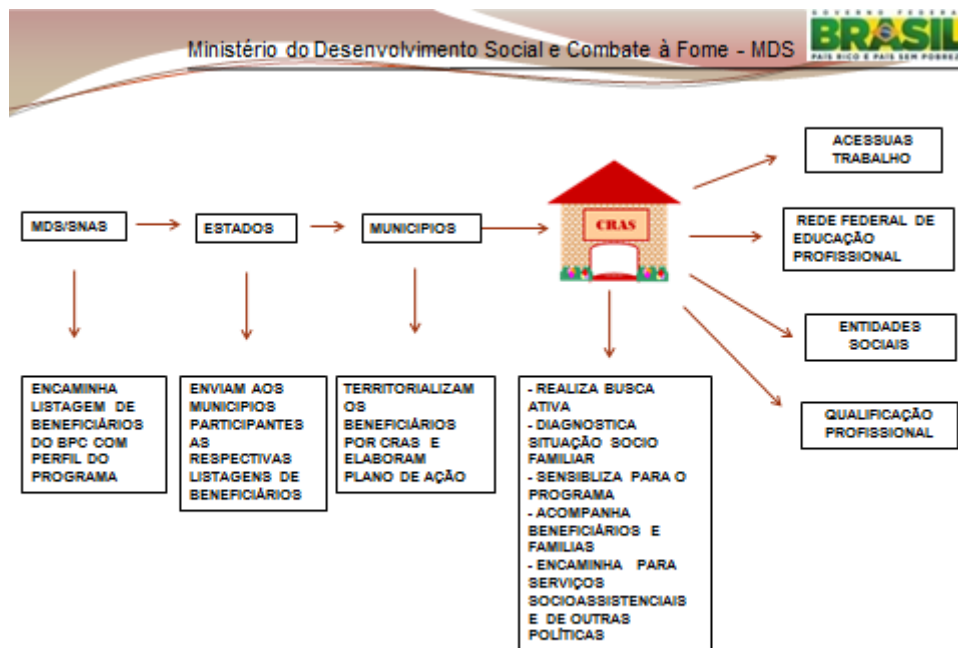 Ministério do Desenvolvimento Social e Combate à Fome - MDS
GOVERNO FEDERAL
BRASIL
PAÍS RICO É PAÍS SEM POBREZA
MDS/SNAS
ESTADOS
MUNICIPIOS
CRAS
ACESSUAS
TRABALHO
REDE FEDERAL DE
EDUCAÇÃO
PROFISSIONAL
ENTIDADES
SOCIAIS
QUALIFICAÇÃO
PROFISSIONAL
ENCAMINHA
LISTAGEM DE
BENEFICIÁRIOS
DO BPC COM
PERFIL DO
PROGRAMA
ENVIAM AOS
MUNICIPIOS
PARTICIPANTES
AS
RESPECTIVAS
LISTAGENS DE
BENEFICIÁRIOS
TERRITORIALIZAM
OS
BENEFICIÁRIOS
POR CRAS E
ELABORAM
PLANO DE AÇÃO
- REALIZA BUSCA
ATIVA
- DIAGNOSTICA
SITUAÇÃO SOCIO
FAMILIAR
- SENSIBLIZA PARA O
PROGRAMA
- ACOMPANHA
BENEFICIÁRIOS E
FAMILIAS
- ENCAMINHA PARA
SERVIÇOS
SOCIOASSISTENCIAIS
E DE OUTRAS
POLÍTICAS